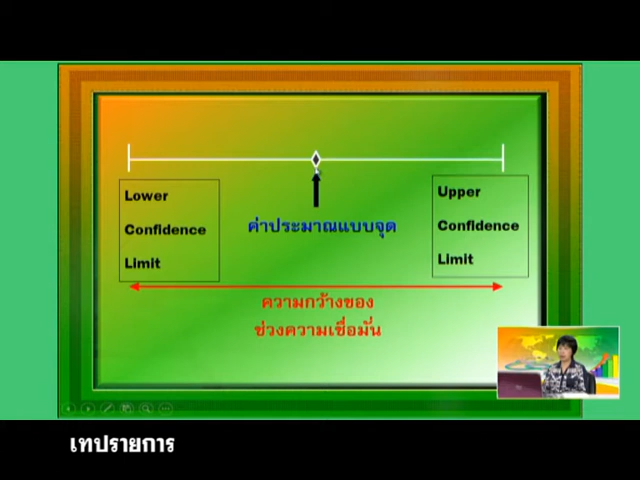 Lower
Confidence
Limit
ค่าประมาณแบบจุด
Upper
Confidence
Limit
ความกว้างของ
ช่วงความเชื่อมั่น
เทปรายการ